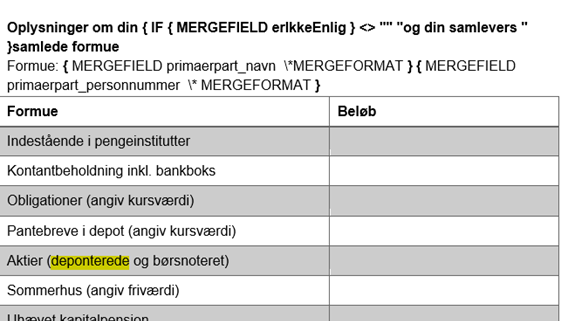 Oplysninger om din { IF { MERGEFIELD erIkkeEnlig } <> "" "og din samlevers "
}samlede formue
Formue: { MERGEFIELD primaerpart_navn \*MERGEFORMAT } { MERGEFIELD
primaerpart_personnummer \* MERGEFORMAT }
Formue Beløb
Indestående i pengeinstitutter
Kontantbeholdning inkl. bankboks
Obligationer (angiv kursværdi)
Pantebreve i depot (angiv kursværdi)
Aktier (deponterede og børsnoteret)
Sommerhus (angiv friværdi)
Uhævet kapitalpension